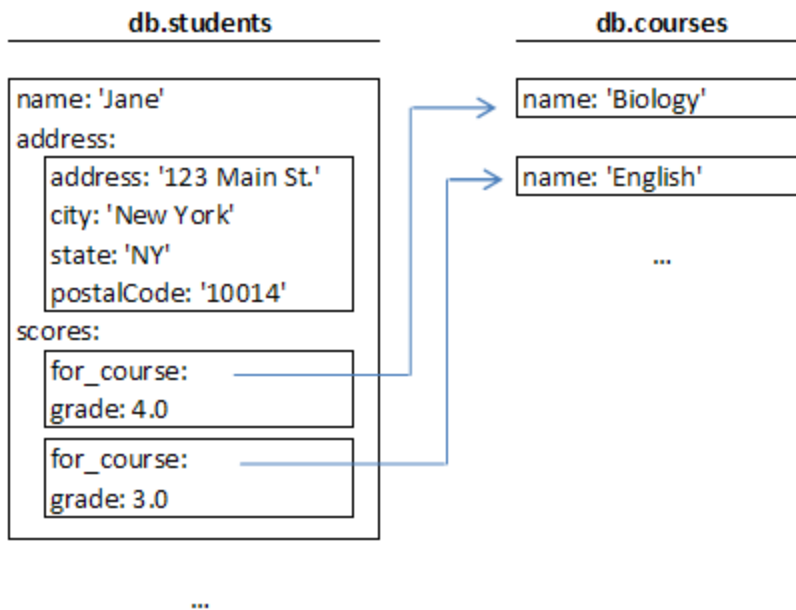 db.students
name: 'Jane'
address:
address: '123 Main St.'
city: 'New York'
state: 'NY'
postalCode: '10014'
scores:
for_course:
grade: 4.0
for_course:
grade: 3.0
...
db.courses
name: 'Biology'
name: 'English'
...